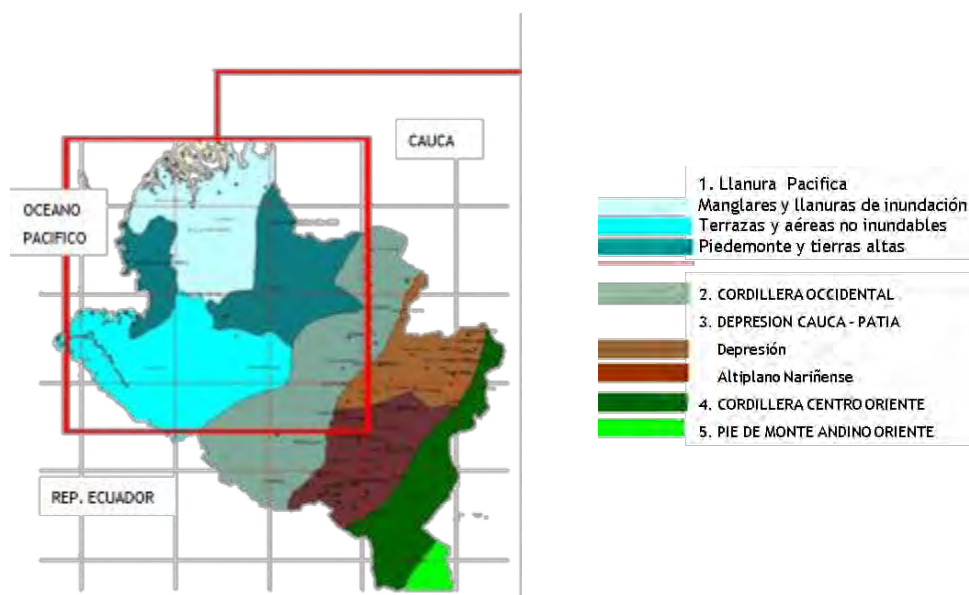 CAUCA
OCEANO
PACIFICO
REP. ECUADOR
1. Llanura Pacifica
Manglares y llanuras de inundación
Terrazas y aéreas no inundables
Piedemonte y tierras altas
2. CORDILLERA OCCIDENTAL
3. DEPRESION CAUCA - PATIA
Depresión
Altiplano Nariñense
4. CORDILLERA CENTRO ORIENTE
5. PIE DE MONTE ANDINO ORIENTE